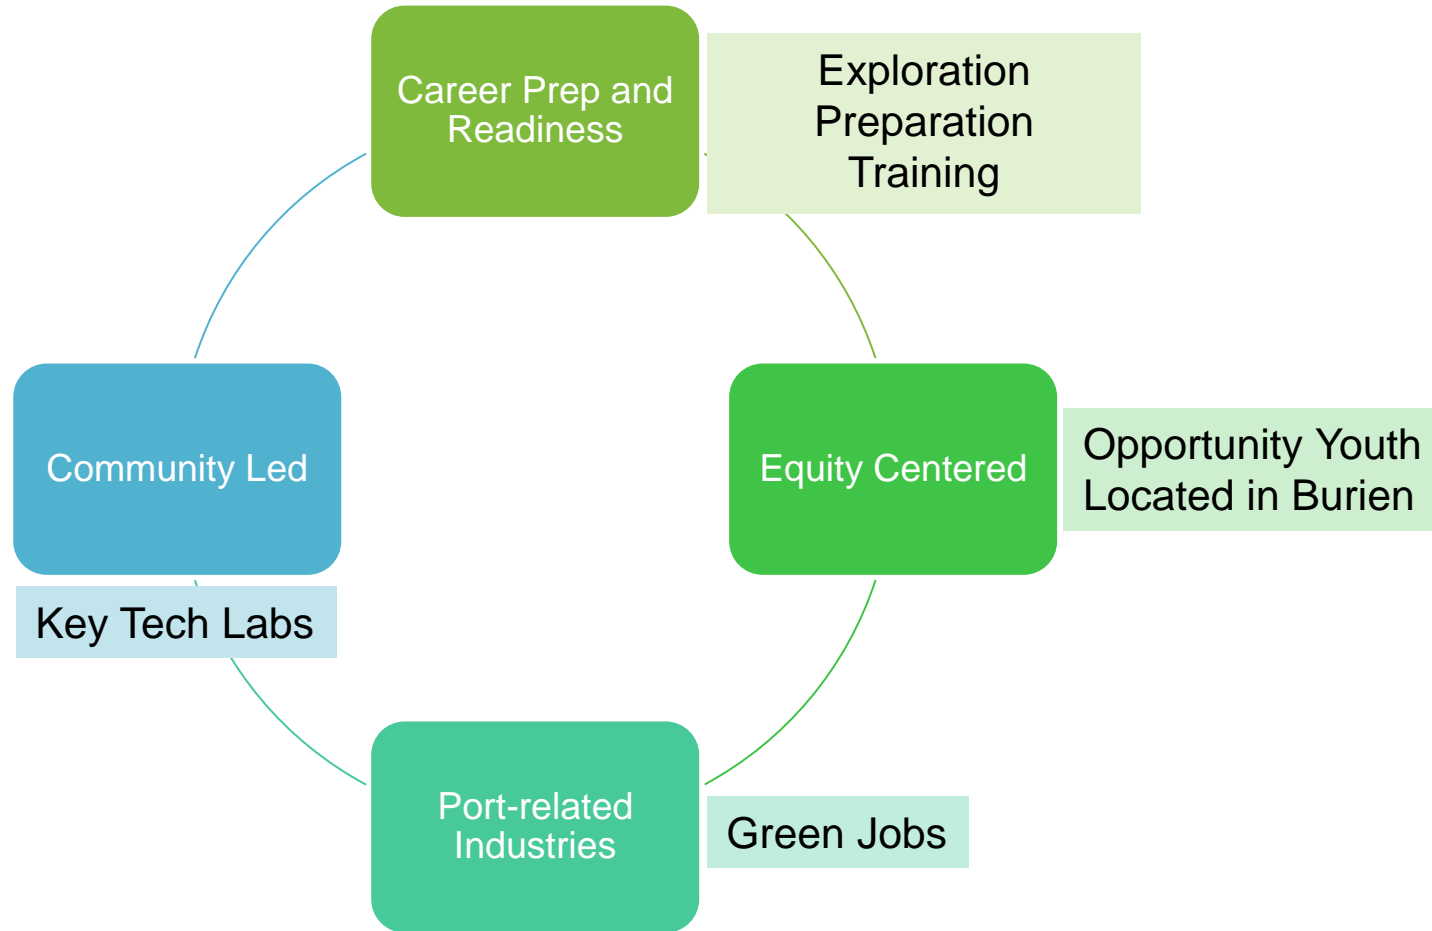 Career Prep and
Readiness
Exploration
Preparation
Training
Community Led
Key Tech Labs
Equity Centered
Opportunity Youth
Located in Burien
Port-related
Industries
Green Jobs